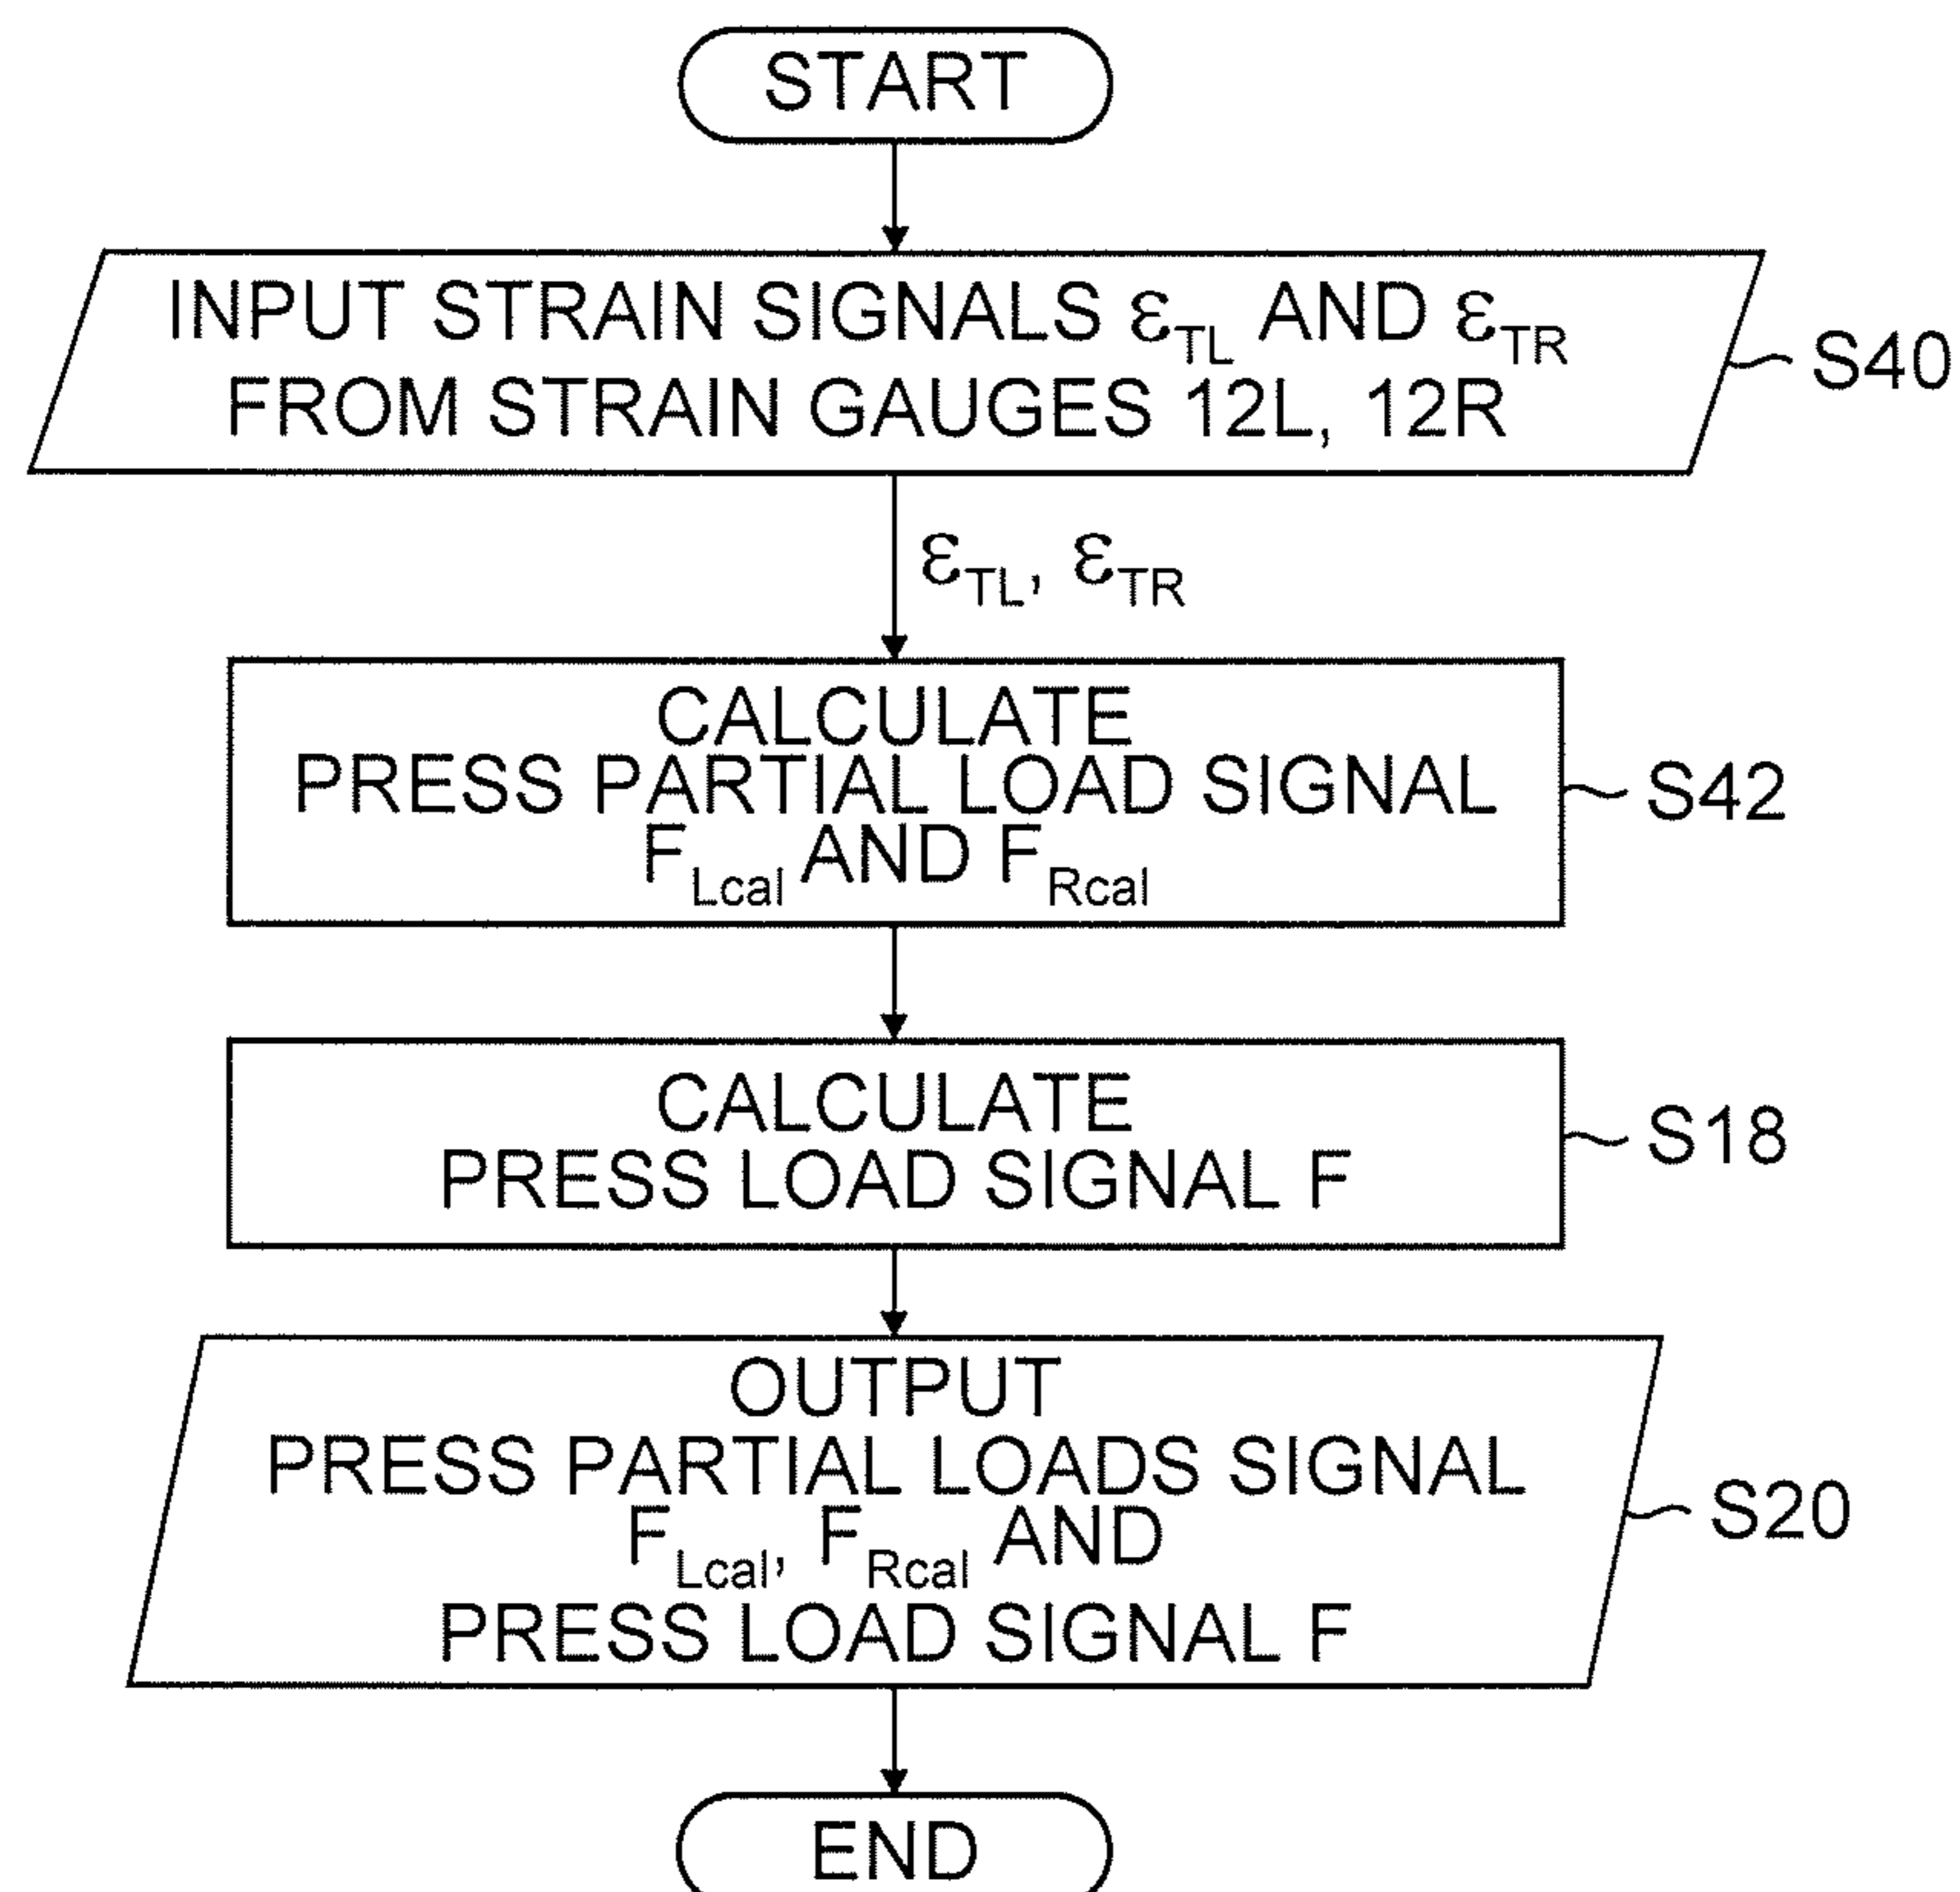 START
INPUT STRAIN SIGNALS ε_TL AND ε_TR
FROM STRAIN GAUGES 12L, 12R
S40
ε_TL, ε_TR
CALCULATE
PRESS PARTIAL LOAD SIGNAL
F_Lcal AND F_Rcal
S42
CALCULATE
PRESS LOAD SIGNAL F
S18
OUTPUT
PRESS PARTIAL LOADS SIGNAL
F_Lcal, F_Rcal AND
PRESS LOAD SIGNAL F
S20
END